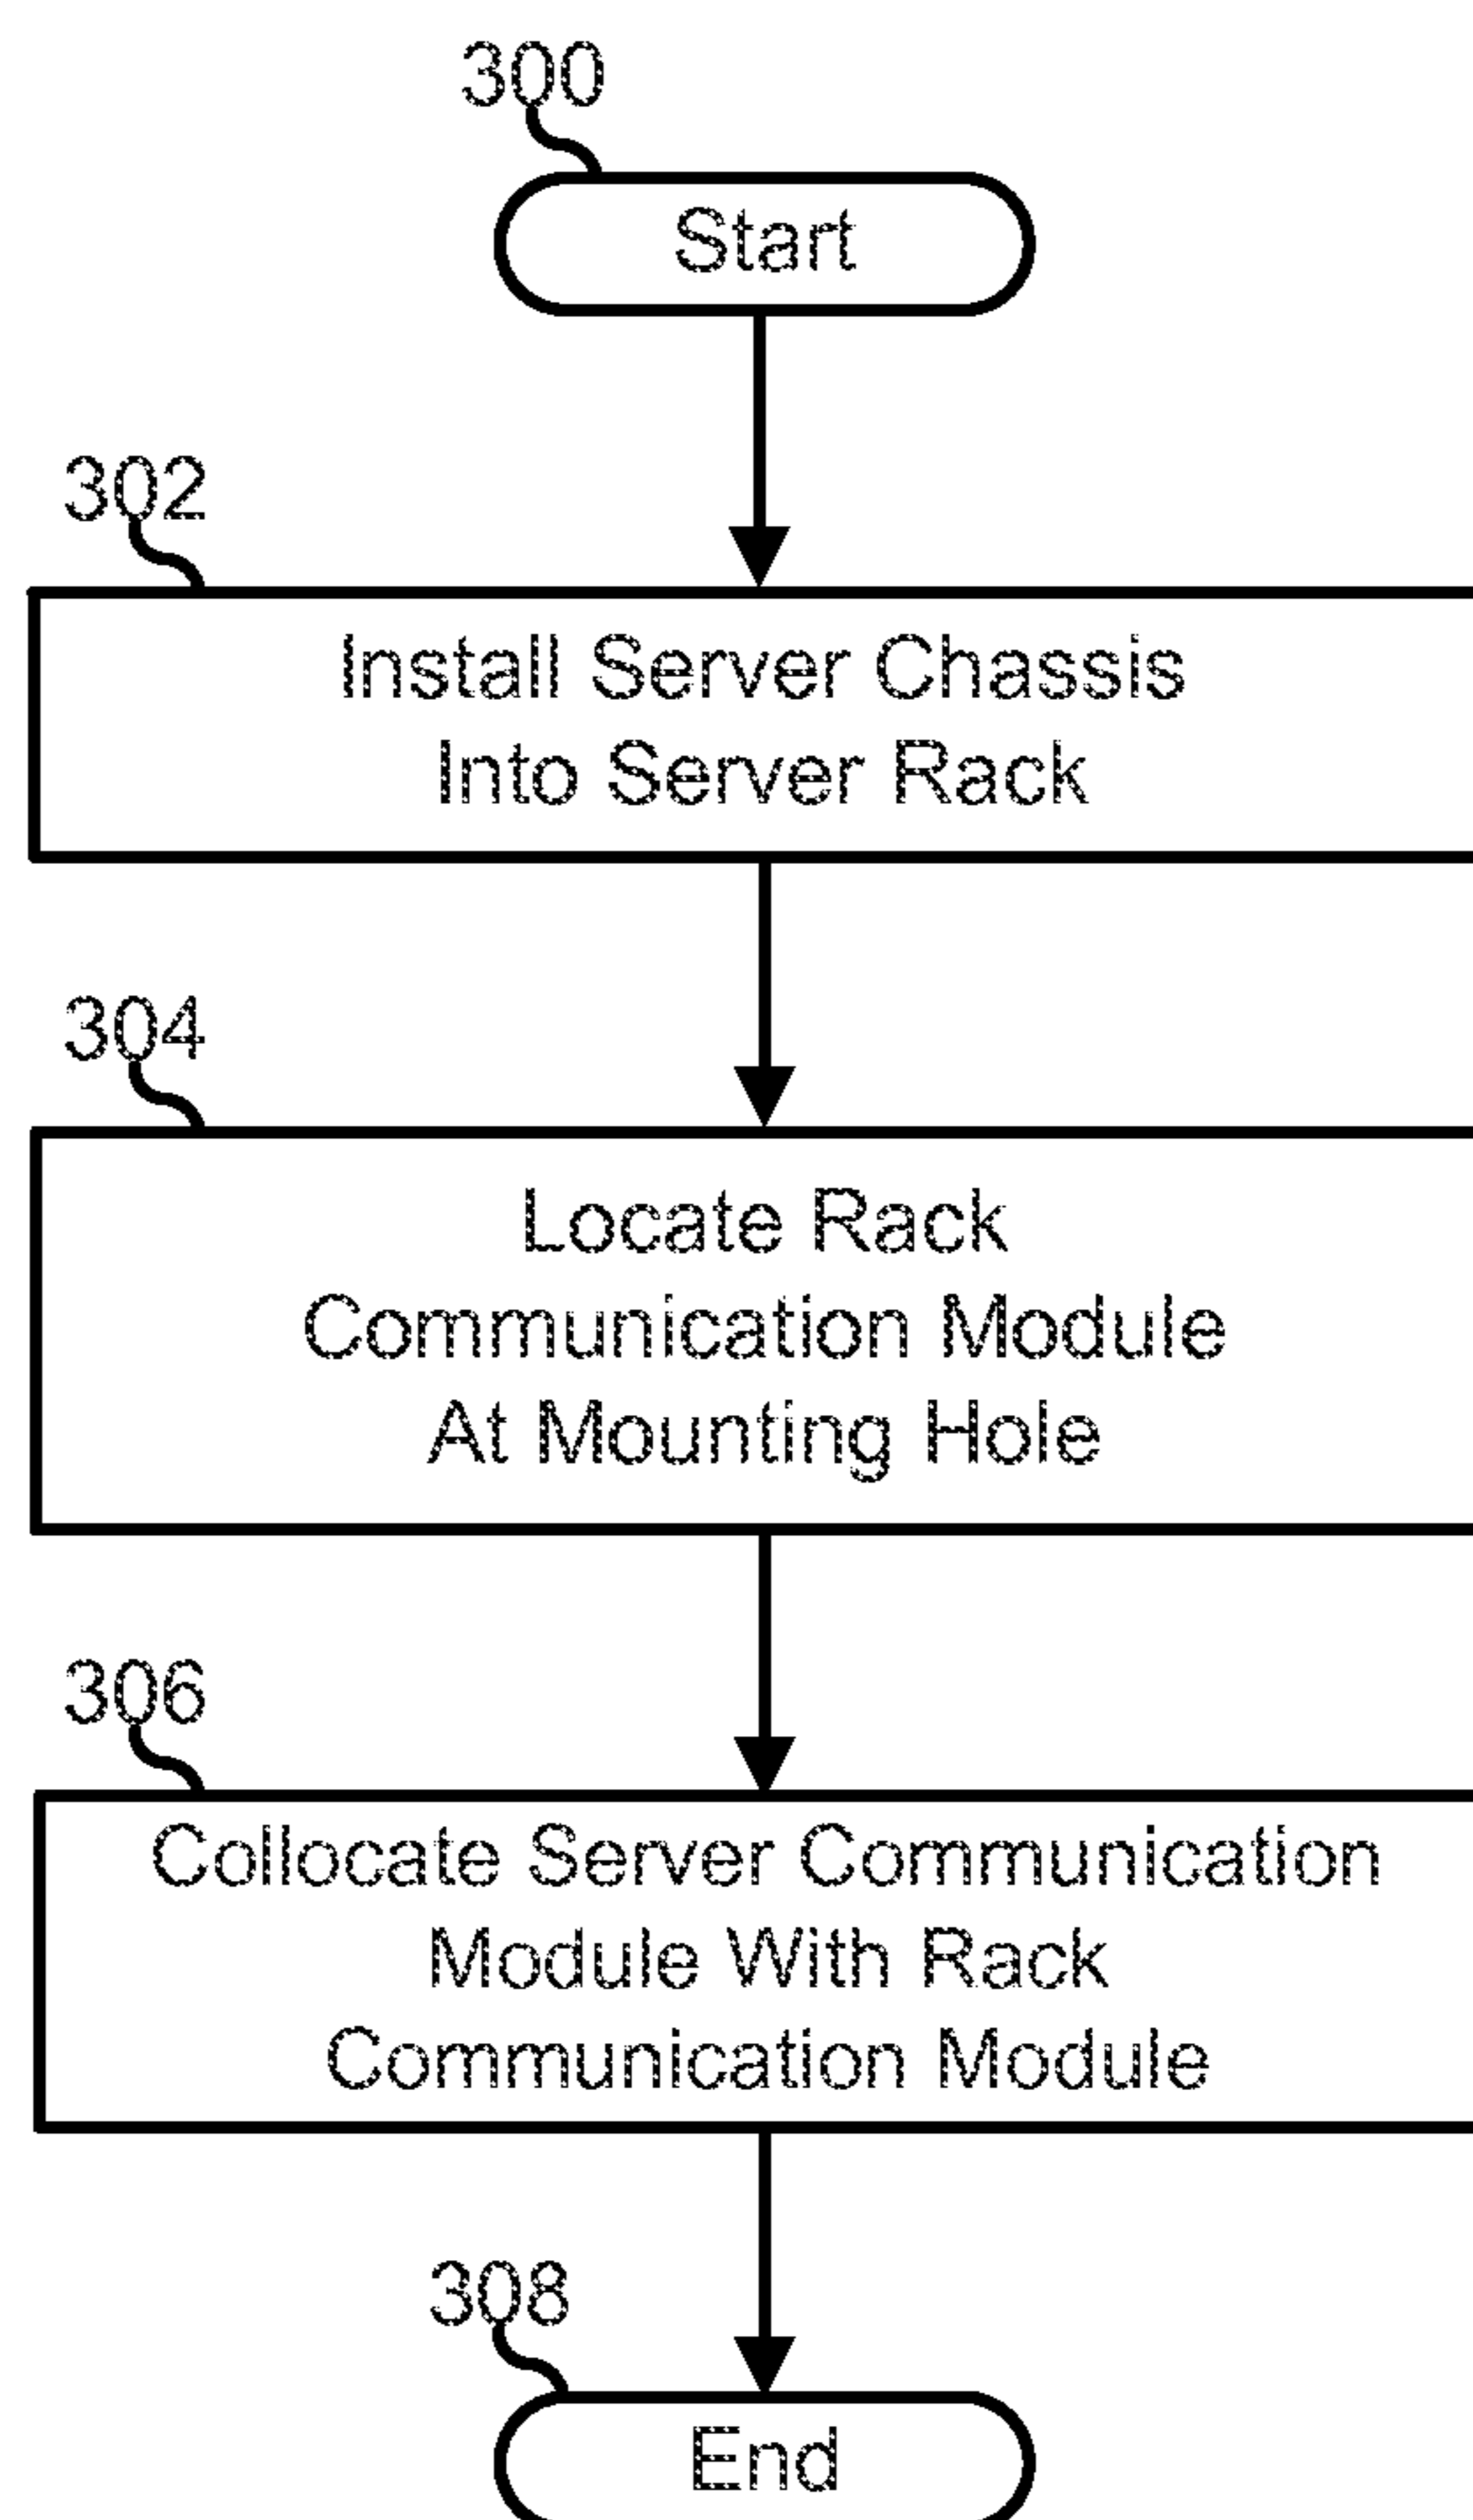 300
Start
302
Install Server Chassis
Into Server Rack
304
Locate Rack
Communication Module
At Mounting Hole
306
Collocate Server Communication
Module With Rack
Communication Module
308
End